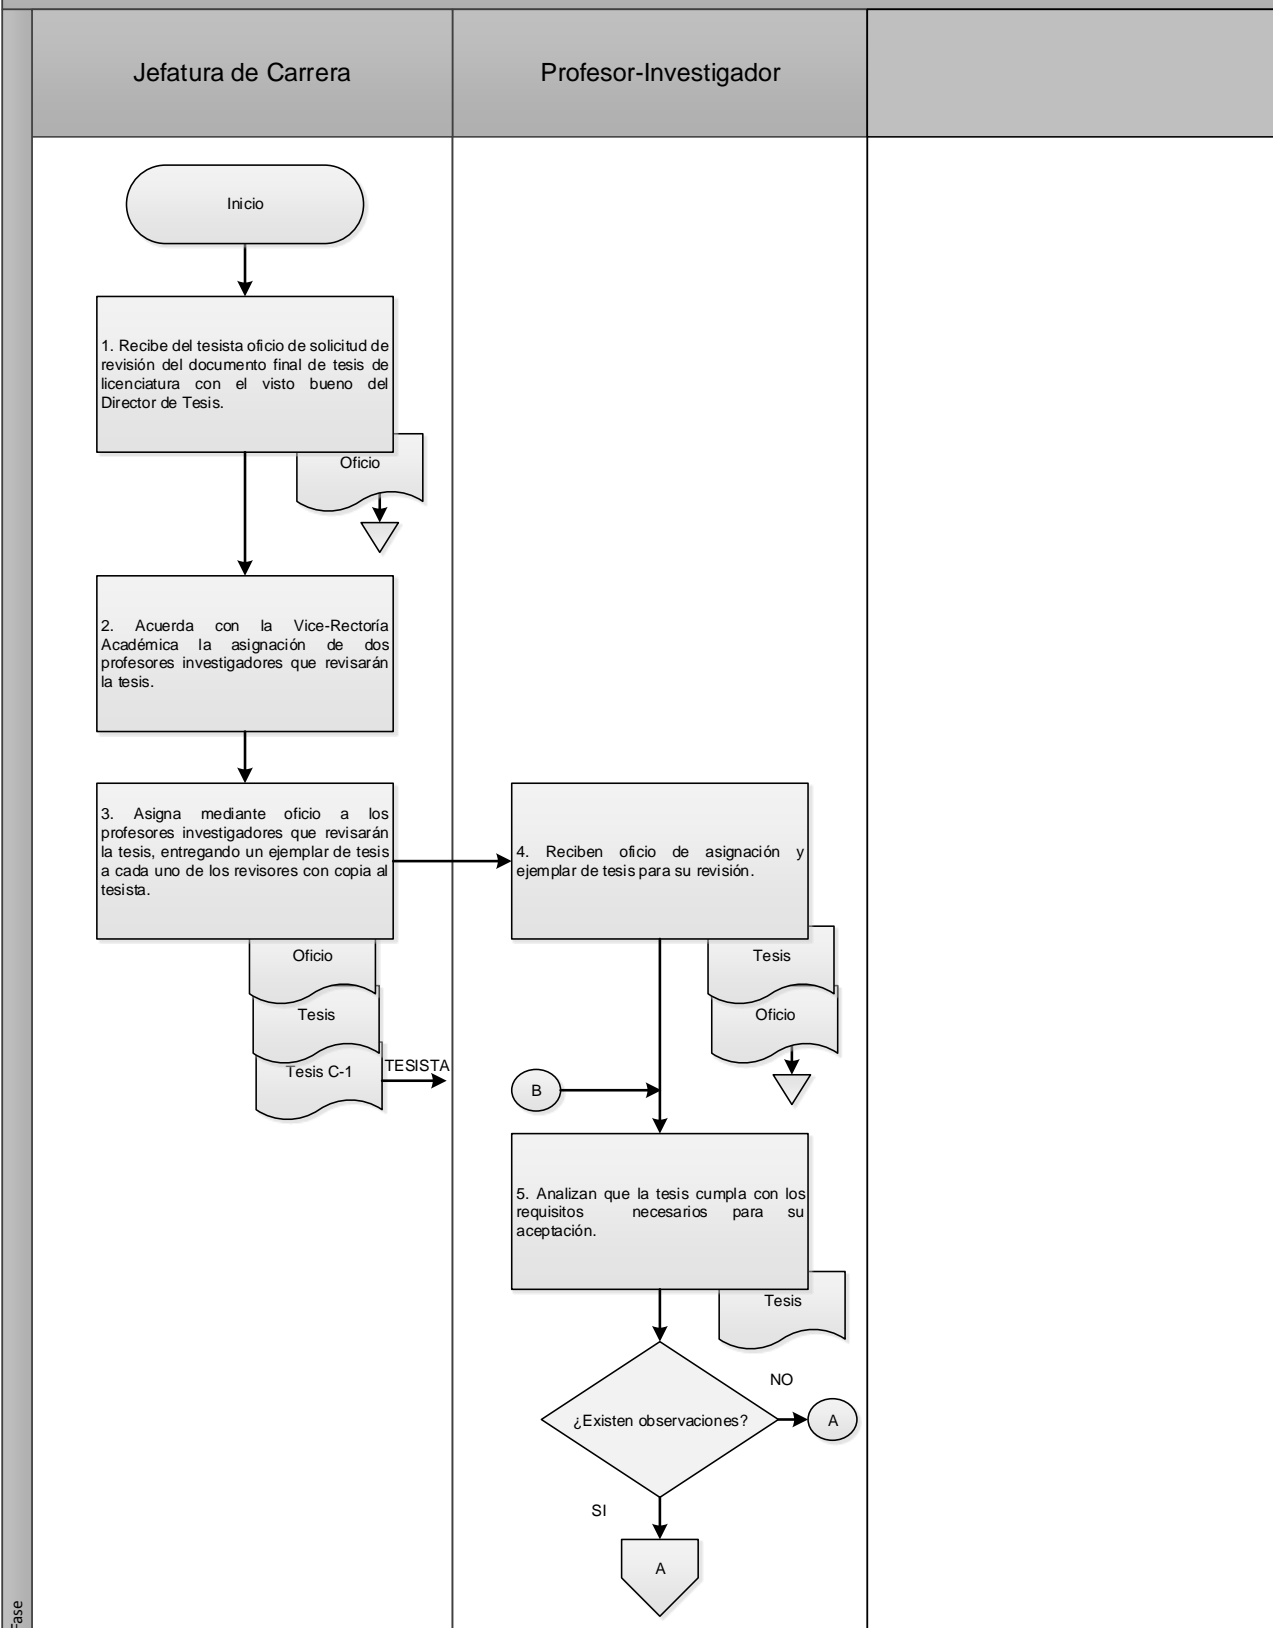 Jefatura de Carrera
Profesor-Investigador
Inicio
1. Recibe del tesista oficio de solicitud de
revisión del documento final de tesis de
licenciatura con el visto bueno del
Director de Tesis.
Oficio
2. Acuerda con la Vice-Rectoría
Académica la asignación de dos
profesores investigadores que revisarán
la tesis.
3. Asigna mediante oficio a los
profesores investigadores que revisarán
la tesis, entregando un ejemplar de tesis
a cada uno de los revisores con copia al
tesista.
Oficio
Tesis
Tesis C-1
TESISTA
4. Reciben oficio de asignación y
ejemplar de tesis para su revisión.
Tesis
Oficio
B
5. Analizan que la tesis cumpla con los
requisitos necesarios para su
aceptación.
Tesis
¿Existen observaciones?
NO
A
SI
A
Fase